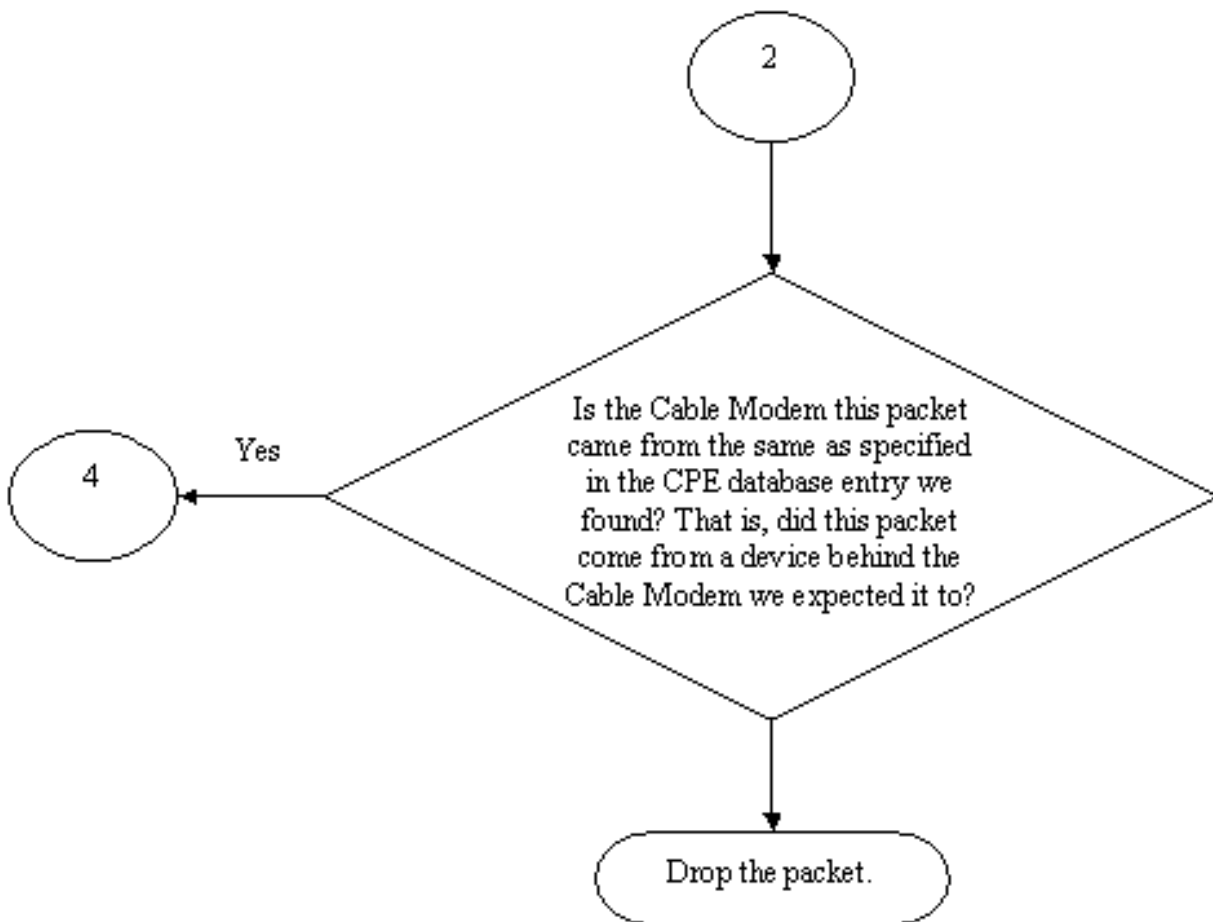 2
Is the Cable Modem this packet
came from the same as specified
in the CPE database entry we
found? That is, did this packet
come from a device behind the
Cable Modem we expected it to?
Yes
4
Drop the packet.